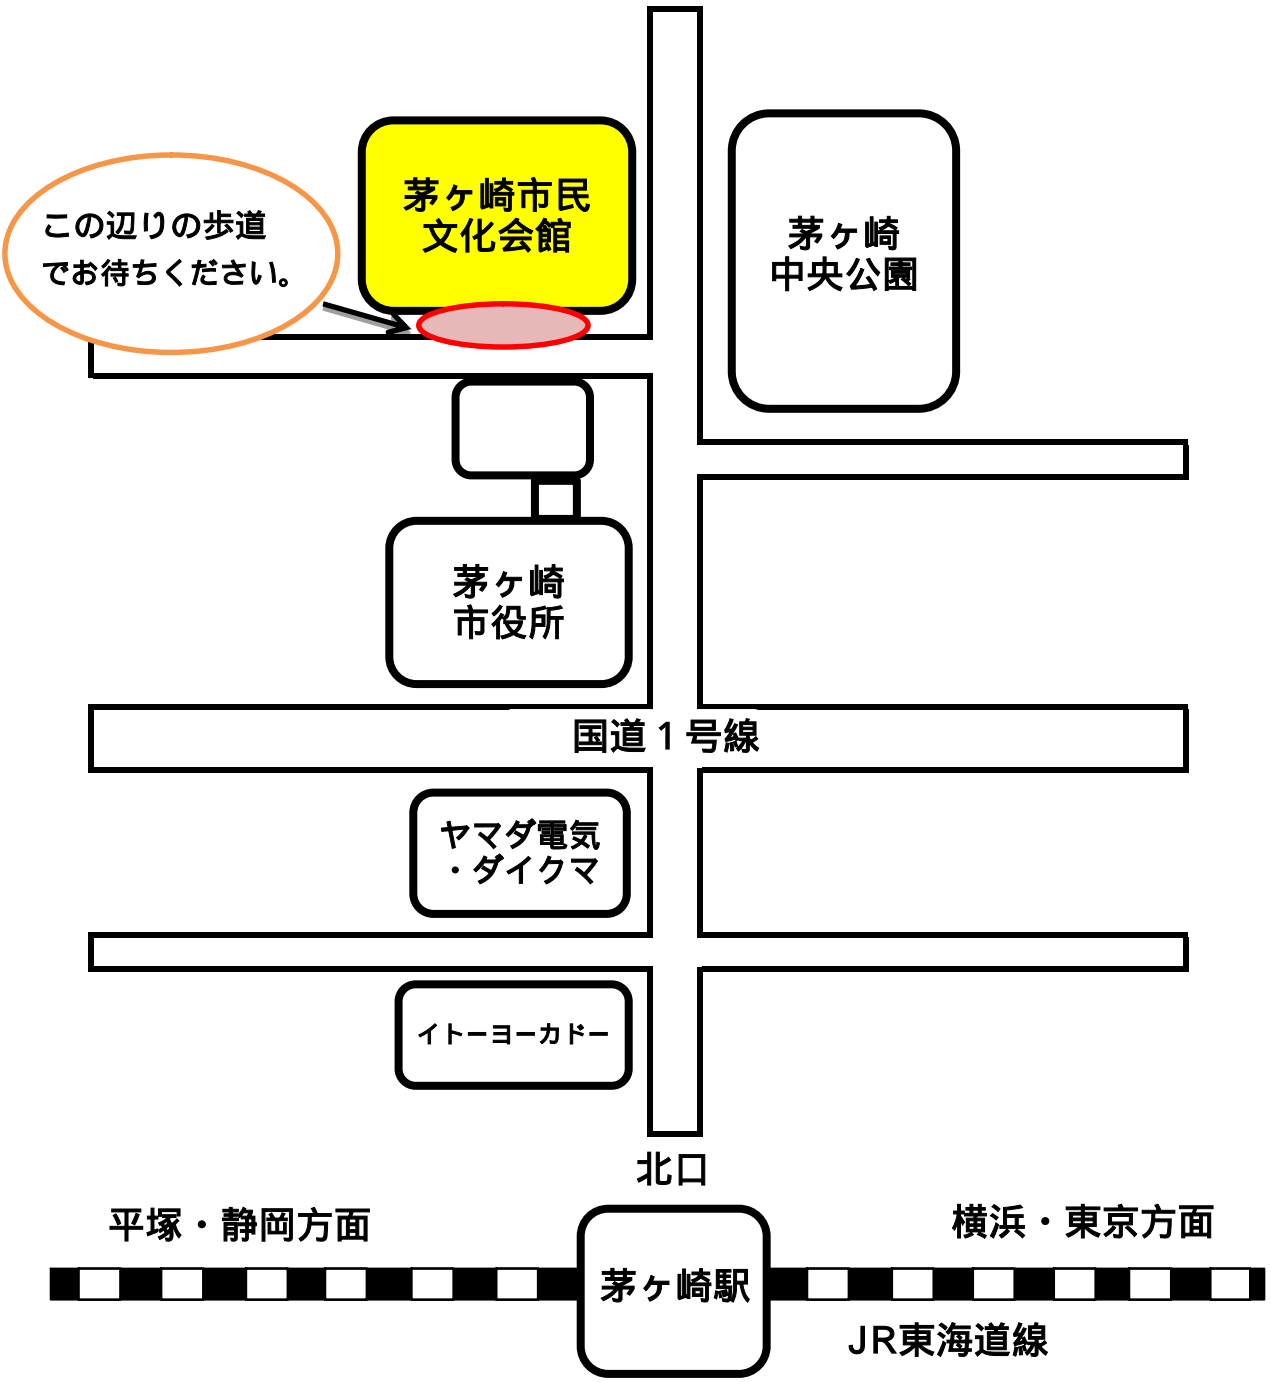 茅ヶ崎市民
文化会館
この辺りの歩道
でお待ちください。
茅ヶ崎
中央公園
茅ヶ崎
市役所
国道１号線
ヤマダ電気
・ダイクマ
イトーヨーカドー
北口
平塚・静岡方面
横浜・東京方面
茅ヶ崎駅
JR東海道線